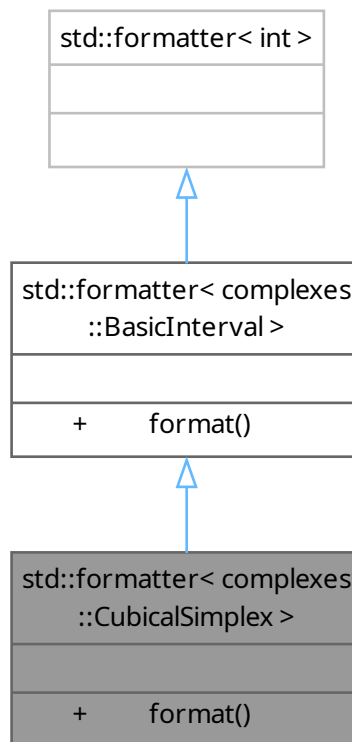 std::formatter< int >
std::formatter< complexes
::BasicInterval >
+ format()
std::formatter< complexes
::CubicalSimplex >
+ format()